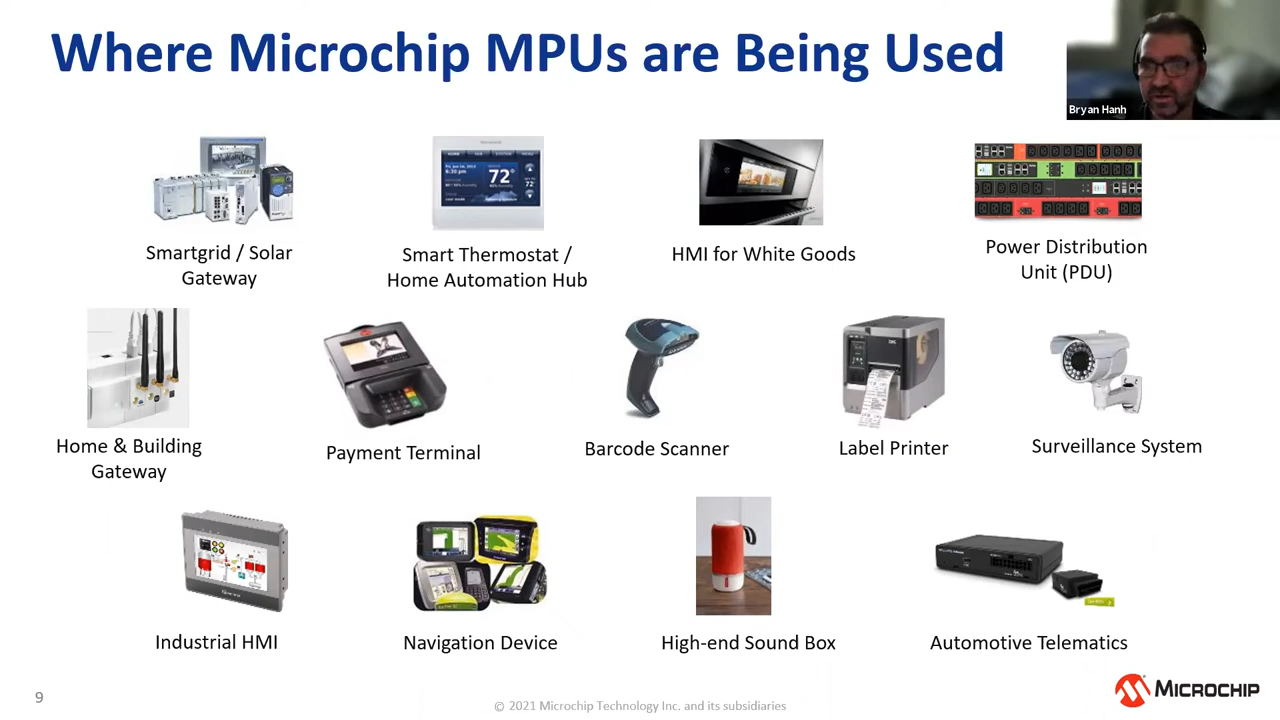 Where Microchip MPUs are Being Used
Bryan Hanh
72°
Smartgrid / Solar
Gateway
Smart Thermostat /
Home Automation Hub
HMI for White Goods
Power Distribution
Unit (PDU)
Home & Building
Gateway
Payment Terminal
Barcode Scanner
Label Printer
Surveillance System
Industrial HMI
Navigation Device
High-end Sound Box
Automotive Telematics
9
© 2021 Microchip Technology Inc. and its subsidiaries
MICROCHIP